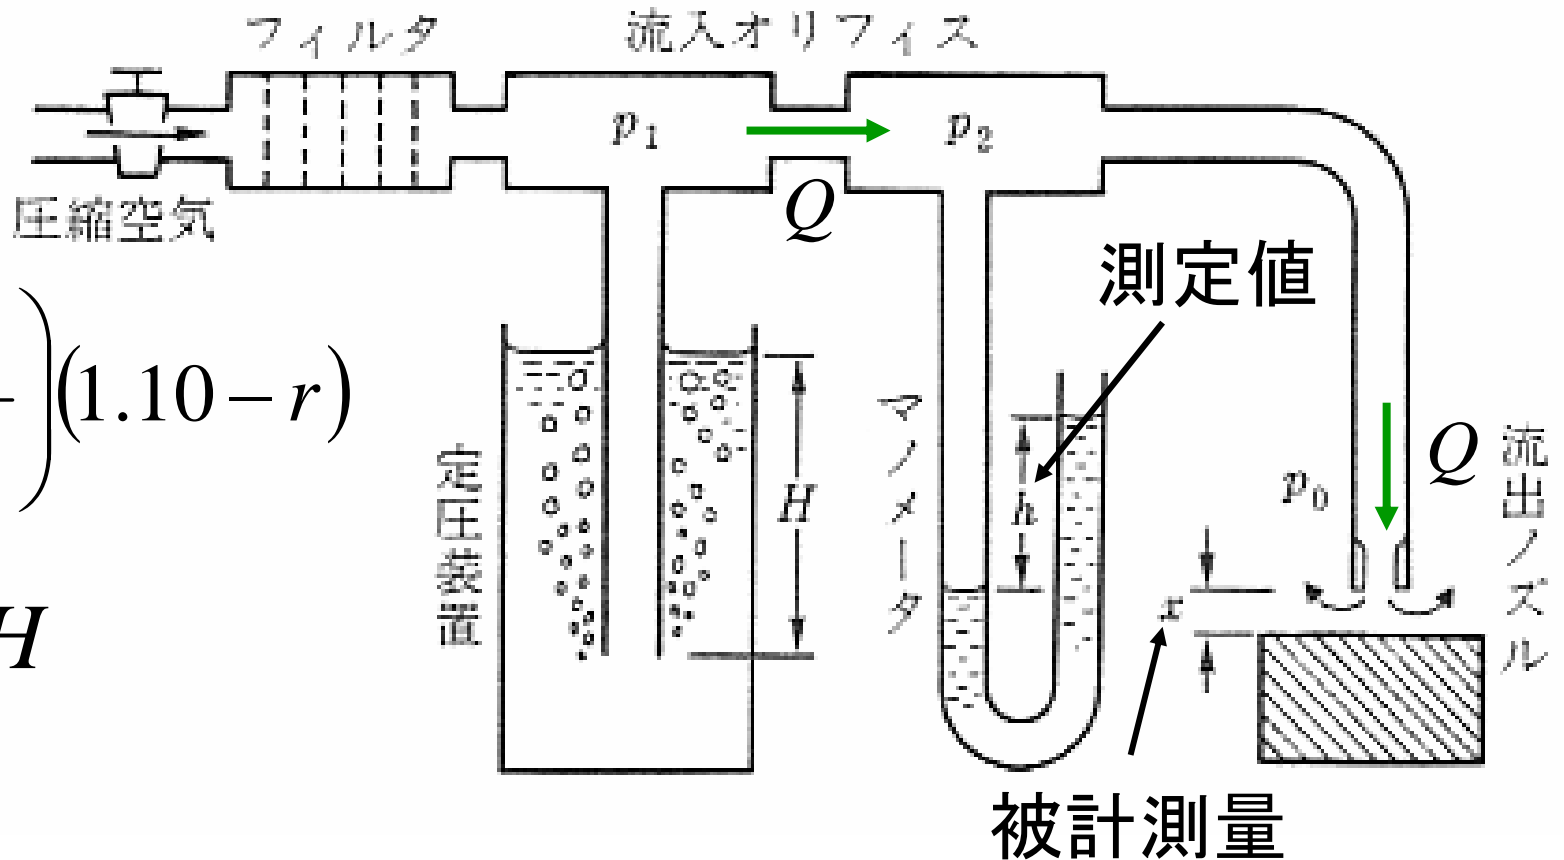 フィルタ
流入オリフィス
圧縮空気
p₁
p₂
Q
測定値
)(1.10 − r)
定圧装置
H
マノメータ
h
p₀
Q
流出ノズル
x
H
被計測量